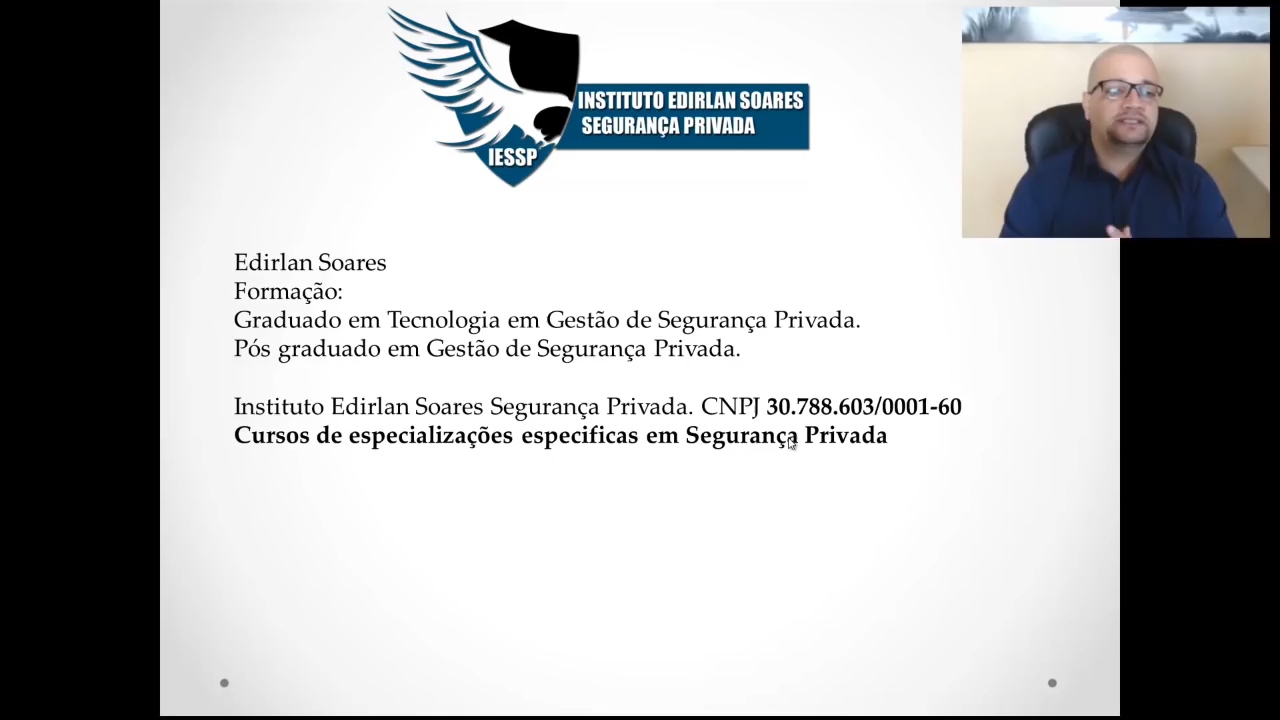 INSTITUTO EDIRLAN SOARES
SEGURANÇA PRIVADA
IESSP
Edirlan Soares
Formação:
Graduado em Tecnologia em Gestão de Segurança Privada.
Pós graduado em Gestão de Segurança Privada.
Instituto Edirlan Soares Segurança Privada. CNPJ 30.788.603/0001-60
Cursos de especializações especificas em Segurança Privada